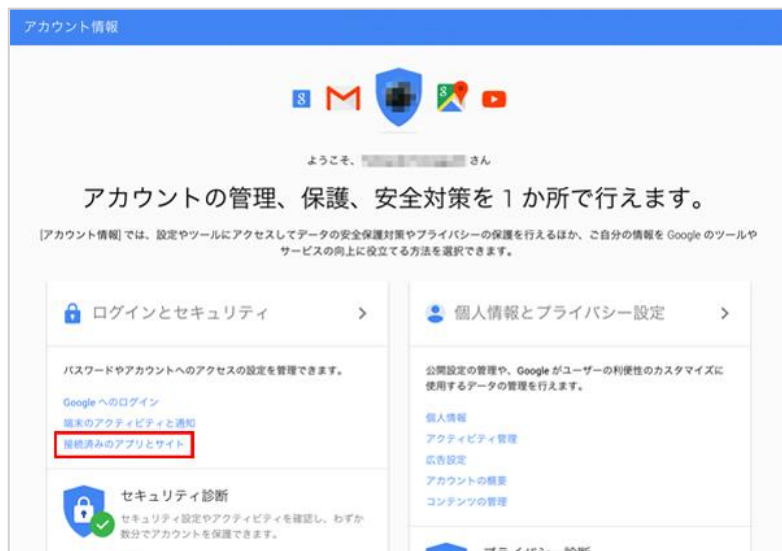 アカウント情報
ようこそ、 さん
アカウントの管理、保護、安全対策を 1 か所で行えます。
[アカウント情報] では、設定やツールにアクセスしてデータの安全保護対策やプライバシーの保護を行えるほか、ご自分の情報を Google のツールや
サービスの向上に役立てる方法を選択できます。
ログインとセキュリティ
パスワードやアカウントへのアクセスの設定を管理できます。
Google へのログイン
端末のアクティビティと通知
接続済みのアプリとサイト
セキュリティ診断
セキュリティ設定やアクティビティを確認し、わずか
数分でアカウントを保護できます。
個人情報とプライバシー設定
公開設定の管理や、Google がユーザーの利便性のカスタマイズに
使用するデータの管理を行えます。
個人情報
アクティビティ管理
広告設定
アカウントの概要
コンテンツの管理
プライバシー診断